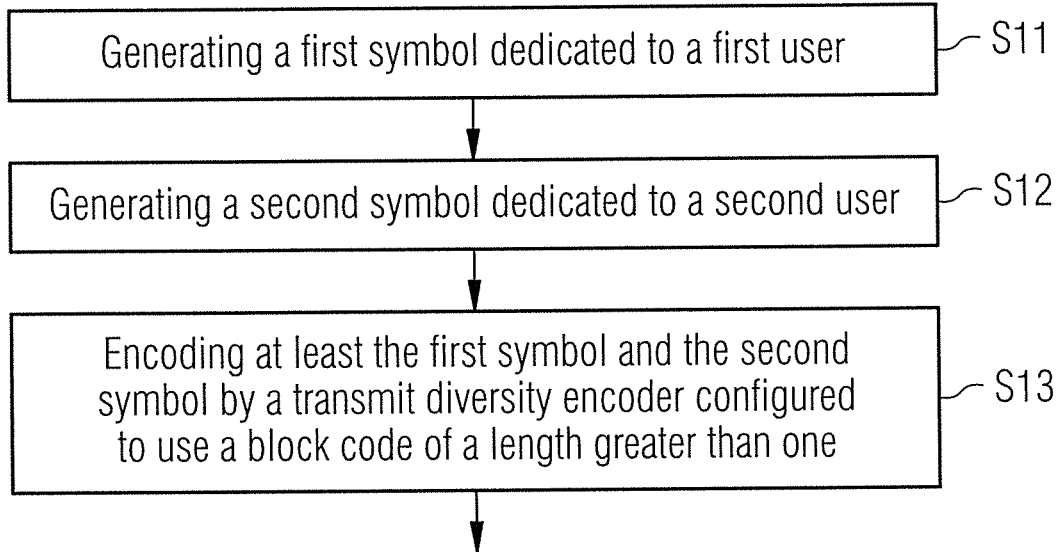 Generating a first symbol dedicated to a first user
S11
Generating a second symbol dedicated to a second user
S12
Encoding at least the first symbol and the second
symbol by a transmit diversity encoder configured
to use a block code of a length greater than one
S13